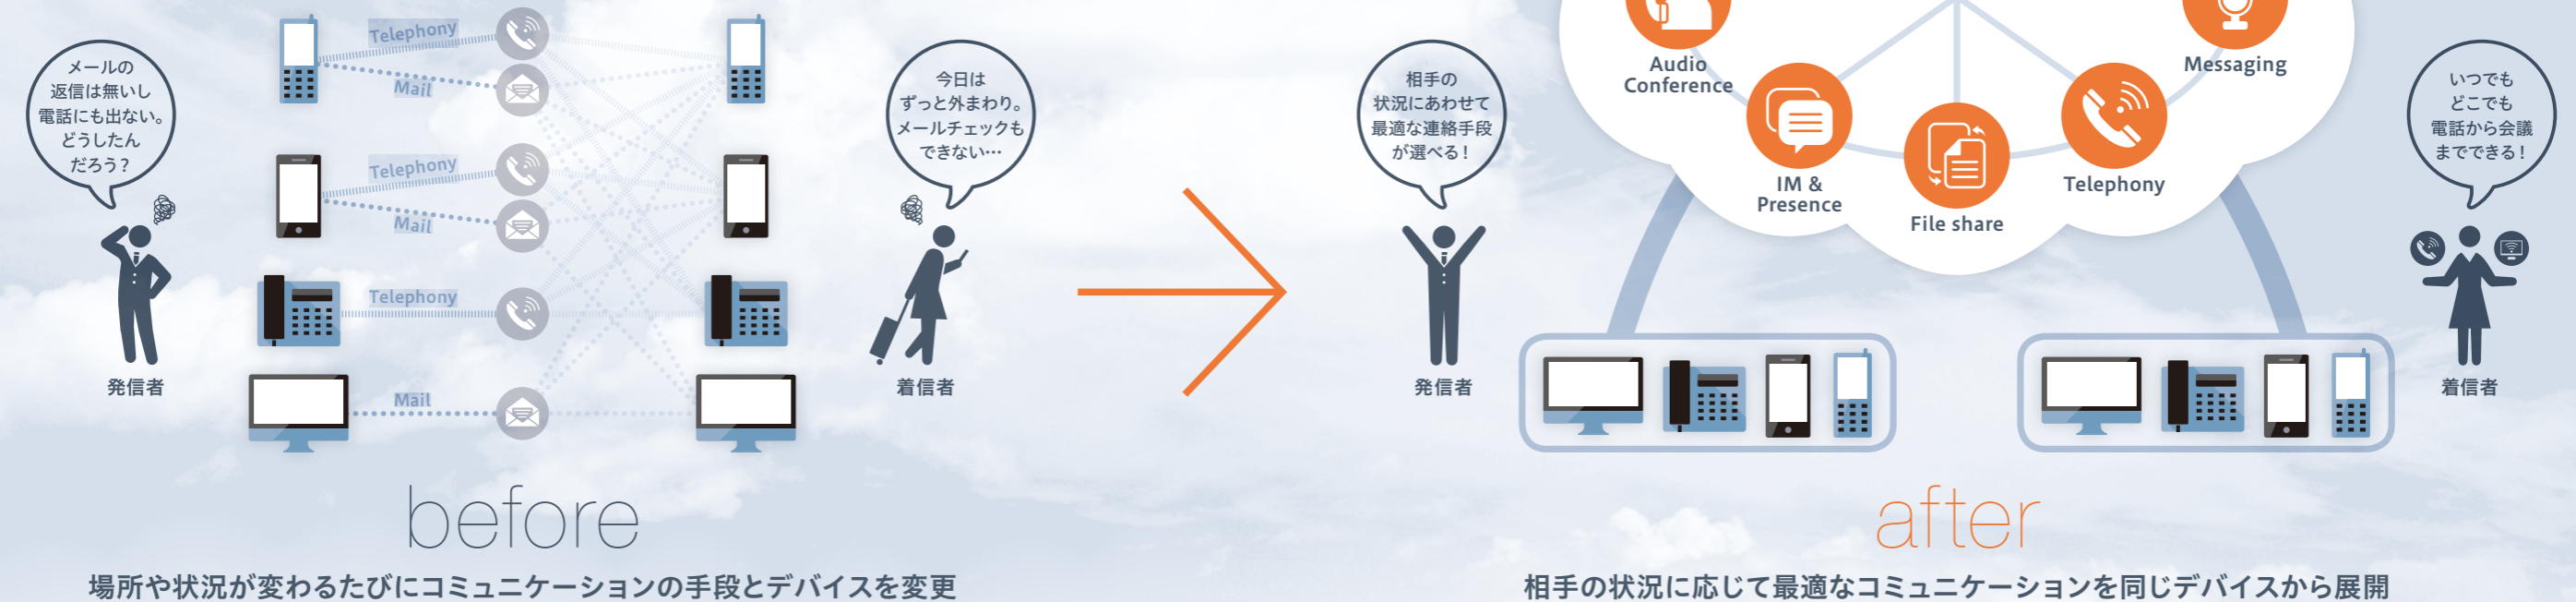 メールの
返信は無いし
電話にも出ない。
どうしたん
だろう?
発信者
Telephony
Mail
Telephony
Mail
Telephony
Mail
今日は
ずっと外まわり。
メールチェックも
できない…
着信者
before
場所や状況が変わるたびにコミュニケーションの手段とデバイスを変更
相手の
状況にあわせて
最適な連絡手段
が選べる!
発信者
Audio
Conference
IM &
Presence
File share
Telephony
Messaging
いつでも
どこでも
電話から会議
までできる!
着信者
after
相手の状況に応じて最適なコミュニケーションを同じデバイスから展開